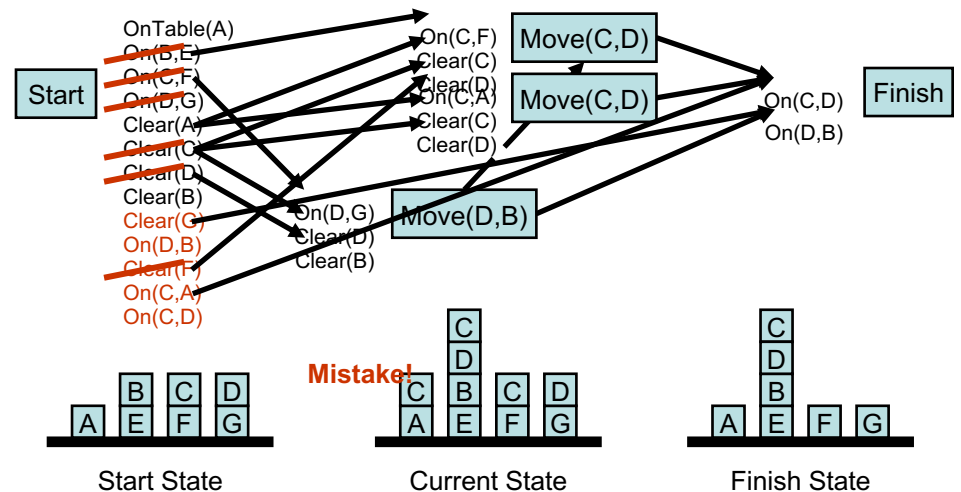 Start
OnTable(A)
On(B,E)
On(C,F)
On(D,G)
Clear(A)
Clear(C)
Clear(D)
Clear(B)
Clear(G)
On(D,B)
Clear(F)
On(C,A)
On(C,D)
On(C,F)
Clear(C)
Clear(D)
On(C,A)
Clear(C)
Clear(D)
Move(C,D)
Move(C,D)
On(D,G)
Clear(D)
Clear(B)
Move(D,B)
On(C,D)
On(D,B)
Finish
B C D
A E F G
Start State
Mistake!
C
D
C B C D
A E F G
Current State
C
D
B
A E F G
Finish State